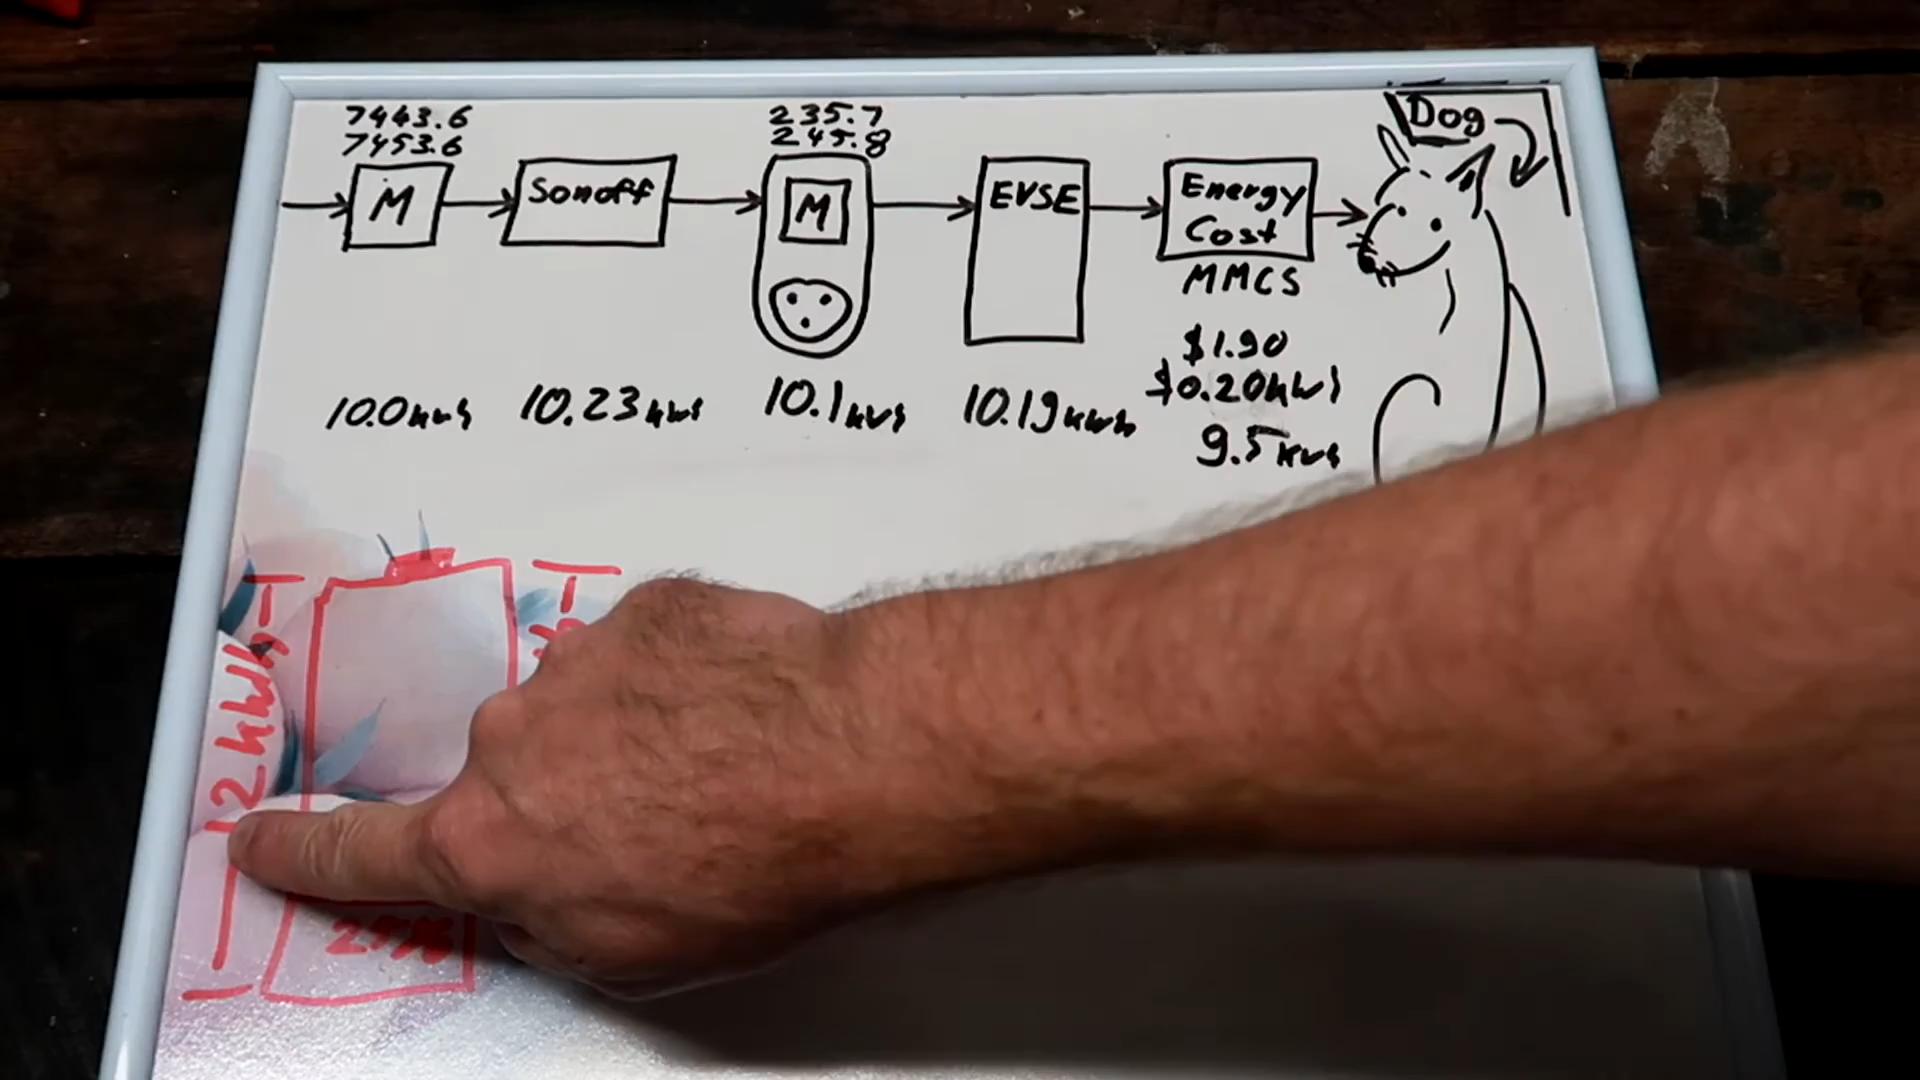 7443.6
7453.6
M
Sonoff
235.7
245.8
M
EVSE
Energy
Cost
MMCS
Dog
10.0kWh
10.23kWh
10.1kWh
10.19kWh
$1.90
$0.20kWh
9.5kWh
12kWh
25%